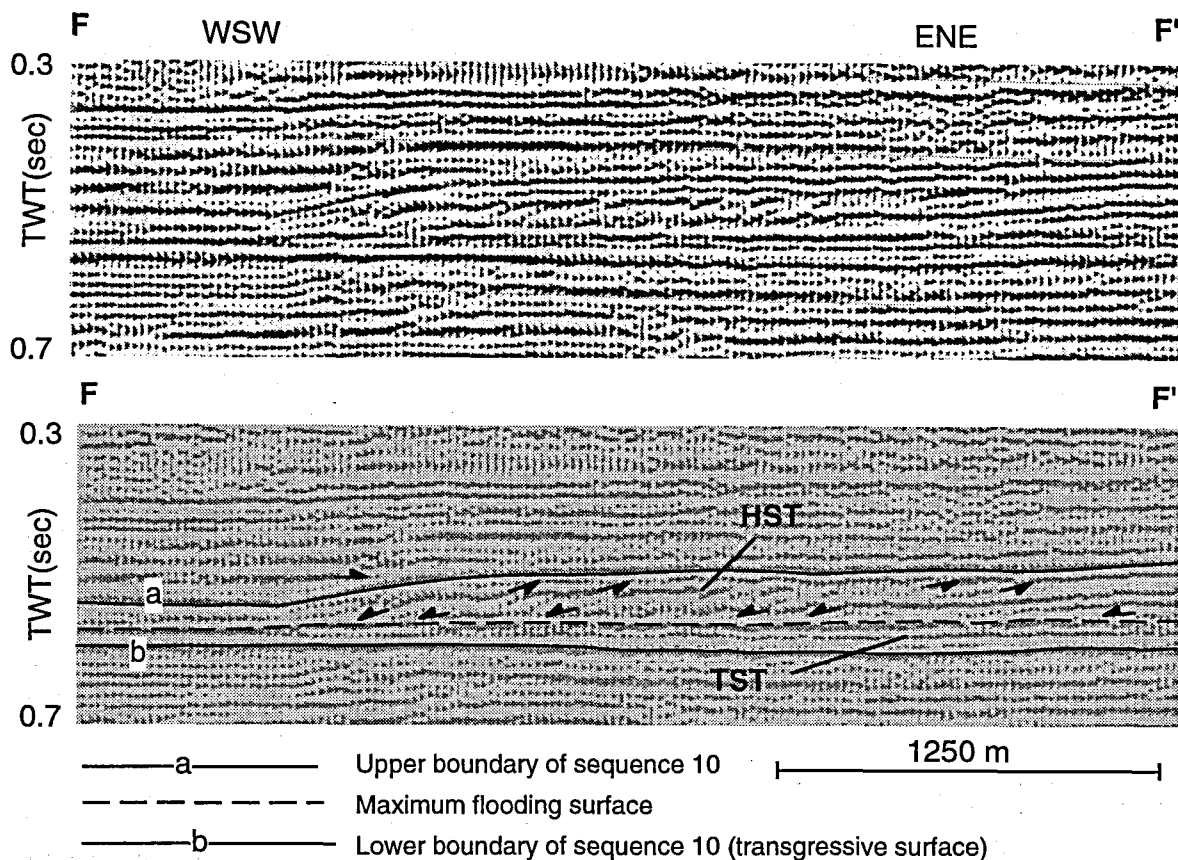 F F'
WSW ENE
0.3
TWT(sec)
0.7
F F'
0.3
HST
TWT(sec)
a
b
TST
0.7
a Upper boundary of sequence 10
1250 m
Maximum flooding surface
b Lower boundary of sequence 10 (transgressive surface)